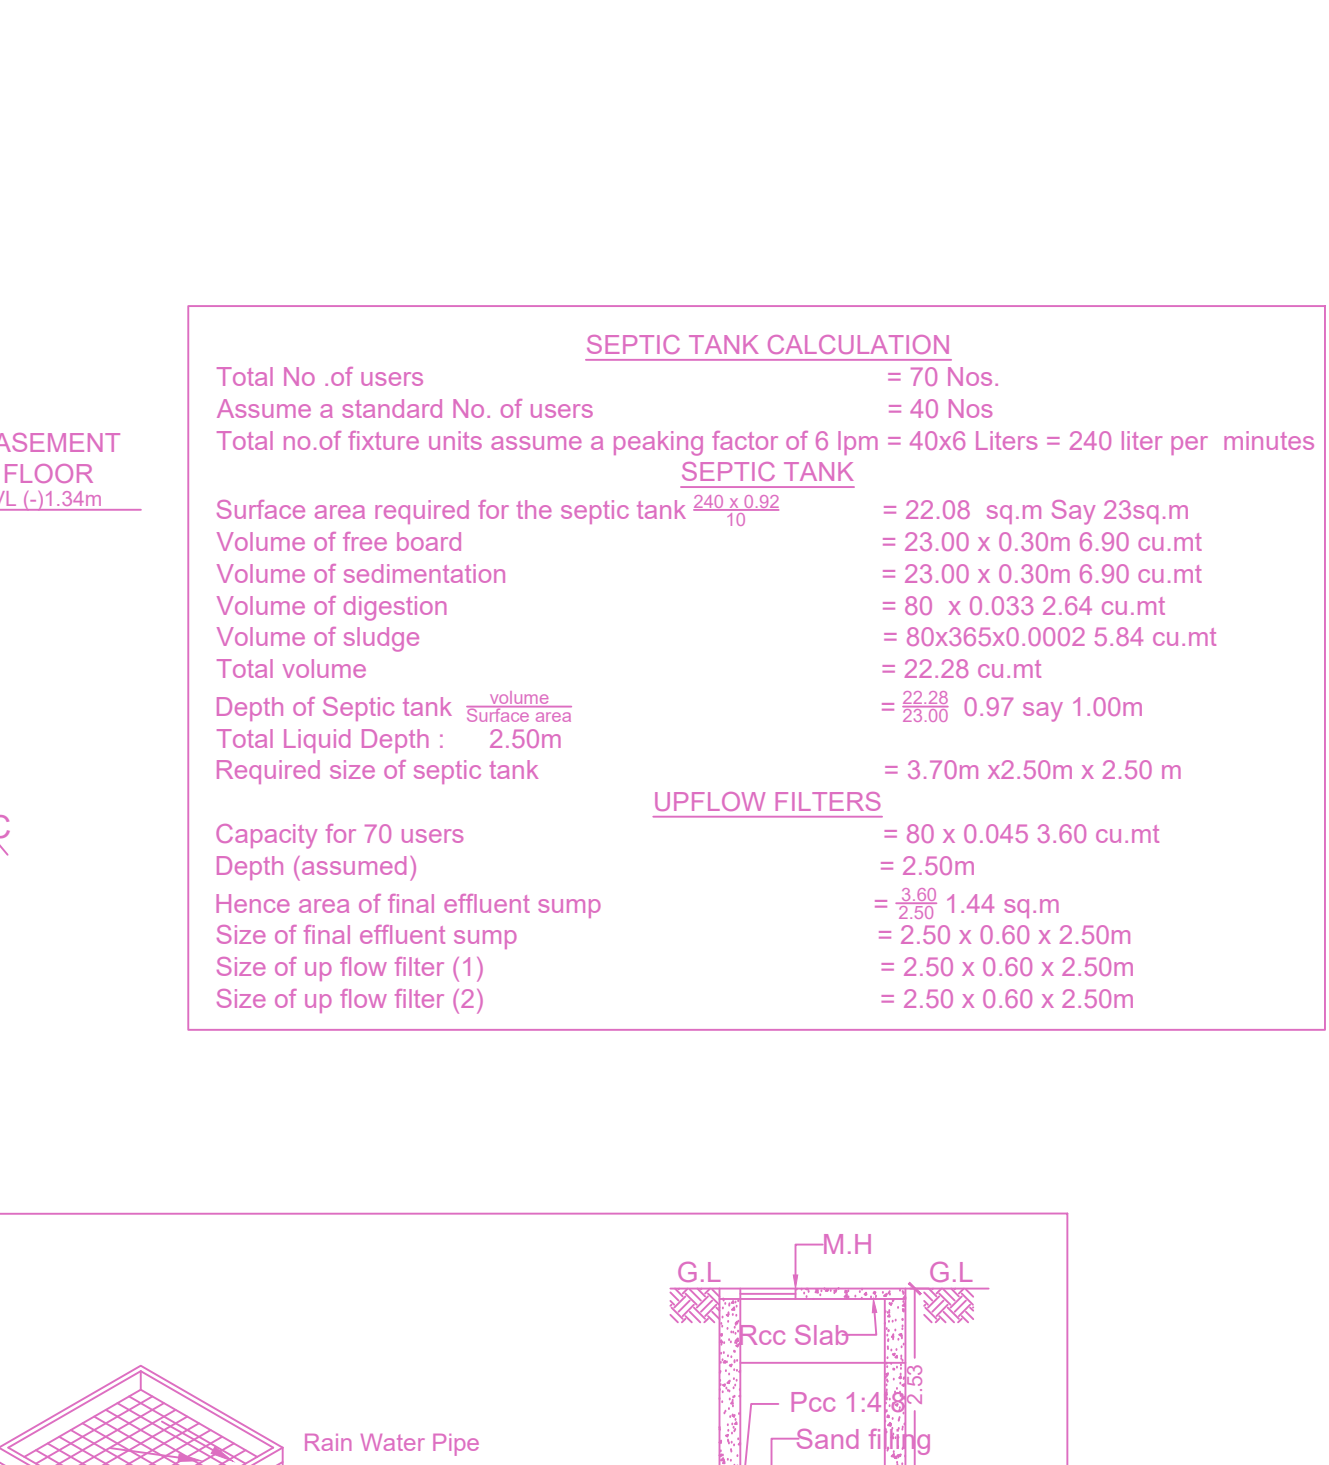 SEPTIC TANK CALCULATION
Total No .of users = 70 Nos.
Assume a standard No. of users = 40 Nos
Total no.of fixture units assume a peaking factor of 6 lpm = 40x6 Liters = 240 liter per minutes
ASEMENT
FLOOR
VL (-)1.34m
SEPTIC TANK
Surface area required for the septic tank 240 x 0.92 / 10 = 22.08 sq.m Say 23sq.m
Volume of free board = 23.00 x 0.30m 6.90 cu.mt
Volume of sedimentation = 23.00 x 0.30m 6.90 cu.mt
Volume of digestion = 80 x 0.033 2.64 cu.mt
Volume of sludge = 80x365x0.0002 5.84 cu.mt
Total volume = 22.28 cu.mt
Depth of Septic tank volume / Surface area = 22.28 / 23.00 0.97 say 1.00m
Total Liquid Depth : 2.50m
Required size of septic tank = 3.70m x2.50m x 2.50 m
UPFLOW FILTERS
Capacity for 70 users = 80 x 0.045 3.60 cu.mt
Depth (assumed) = 2.50m
Hence area of final effluent sump = 3.60 / 2.50 1.44 sq.m
Size of final effluent sump = 2.50 x 0.60 x 2.50m
Size of up flow filter (1) = 2.50 x 0.60 x 2.50m
Size of up flow filter (2) = 2.50 x 0.60 x 2.50m
M.H
G.L G.L
Rcc Slab
2.53
Pcc 1:4:8
Sand filling
Rain Water Pipe